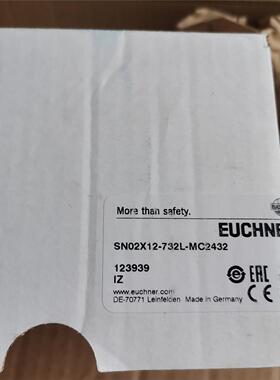 More than safety.
EUCHNE
SN02X12-732L-MC2432
123939
IZ
www.euchner.com
DE-70771 Leinfelden Made in Germany
EAC
CE